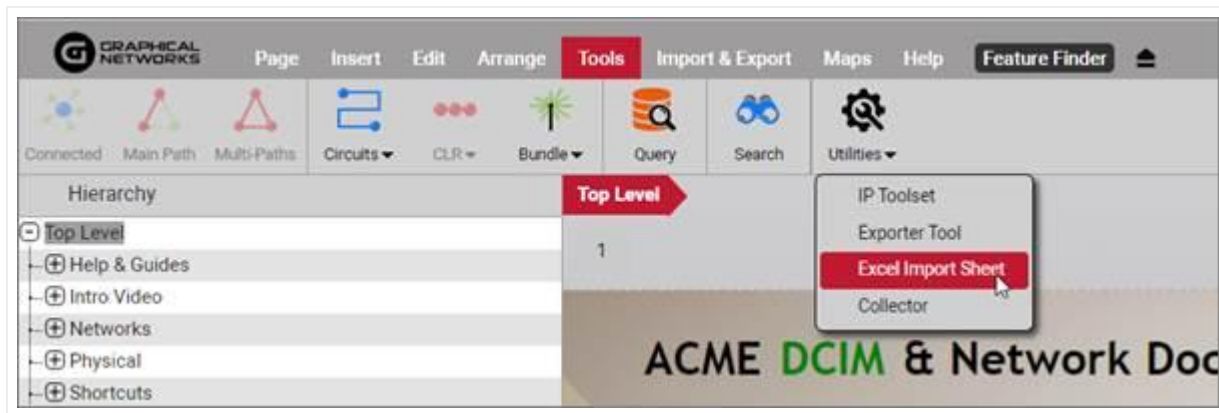 GRAPHICAL
NETWORKS
Page Insert Edit Arrange Tools Import & Export Maps Help Feature Finder
Connected Main Path Multi-Paths Circuits CLR Bundle Query Search Utilities
Hierarchy
Top Level
Top Level
Help & Guides
Intro Video
Networks
Physical
Shortcuts
1
IP Toolset
Exporter Tool
Excel Import Sheet
Collector
ACME DCIM & Network Doc